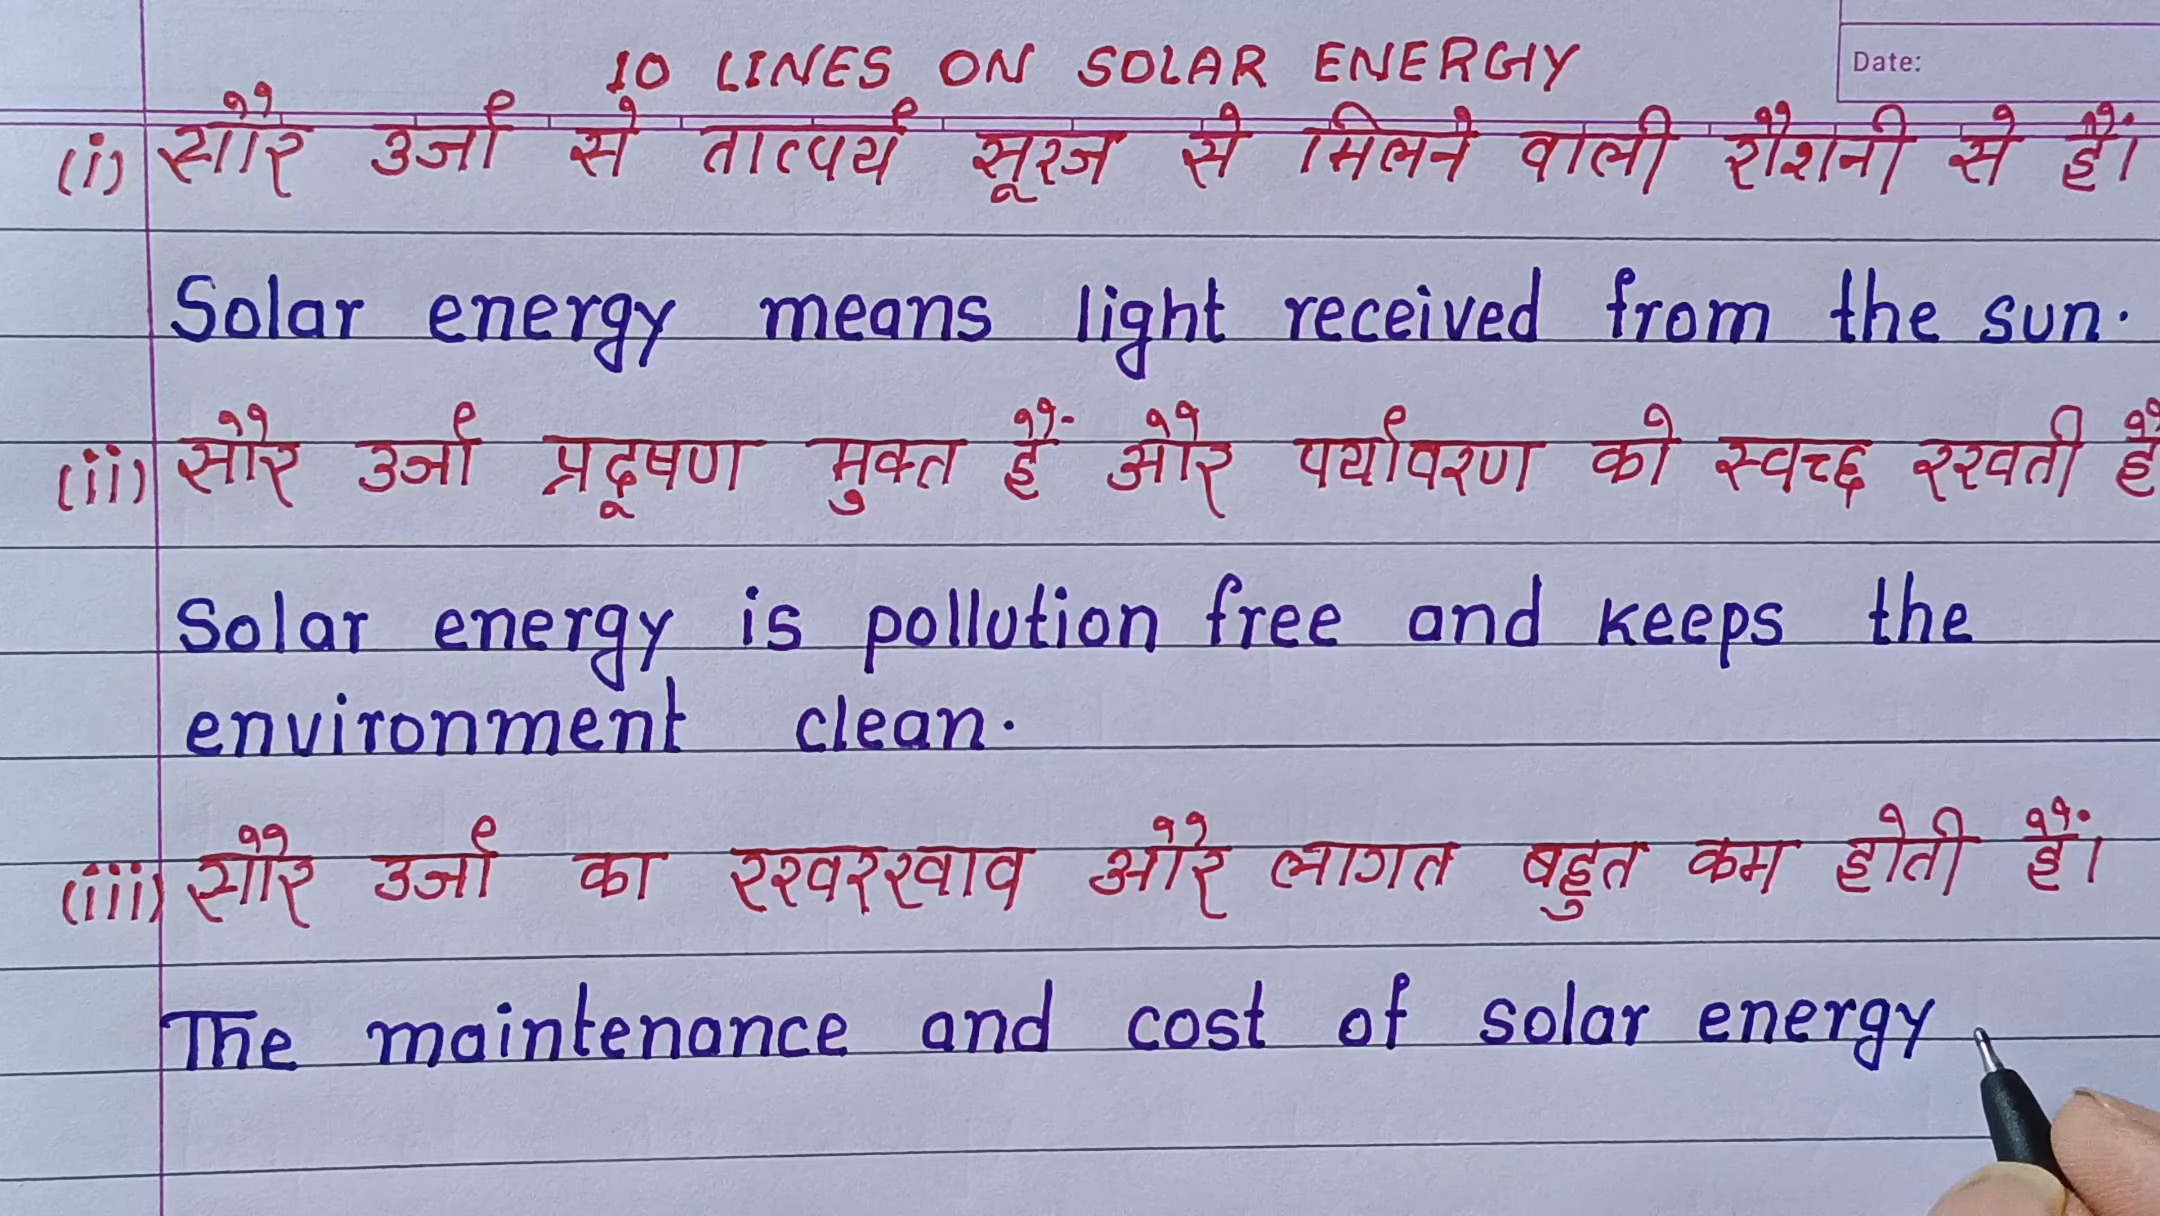 10 LINES ON SOLAR ENERGY
Date:
(i) सौर उर्जा से तात्पर्य सूरज से मिलने वाली रौशनी से हैं।
Solar energy means light received from the sun.
(ii) सौर उर्जा प्रदूषण मुक्त हैं और पर्यावरण को स्वच्छ रखती है
Solar energy is pollution free and keeps the
environment clean.
(iii) सौर उर्जा का रखरखाव और लागत बहुत कम होती हैं।
The maintenance and cost of solar energy